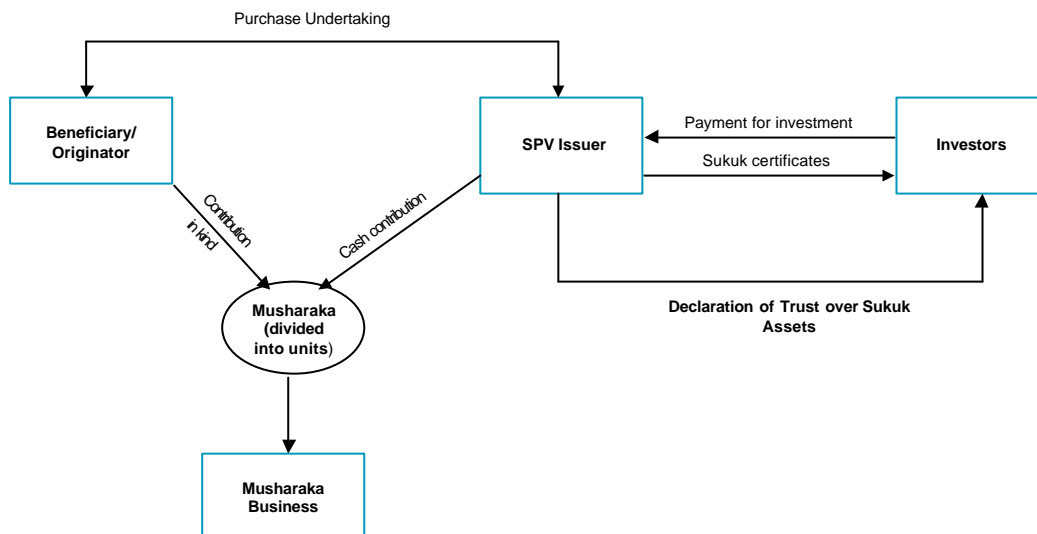 Purchase Undertaking
Beneficiary/
Originator
SPV Issuer
Payment for investment
Sukuk certificates
Investors
Contribution
in kind
Cash contribution
Declaration of Trust over Sukuk
Assets
Musharaka
(divided
into units)
Musharaka
Business